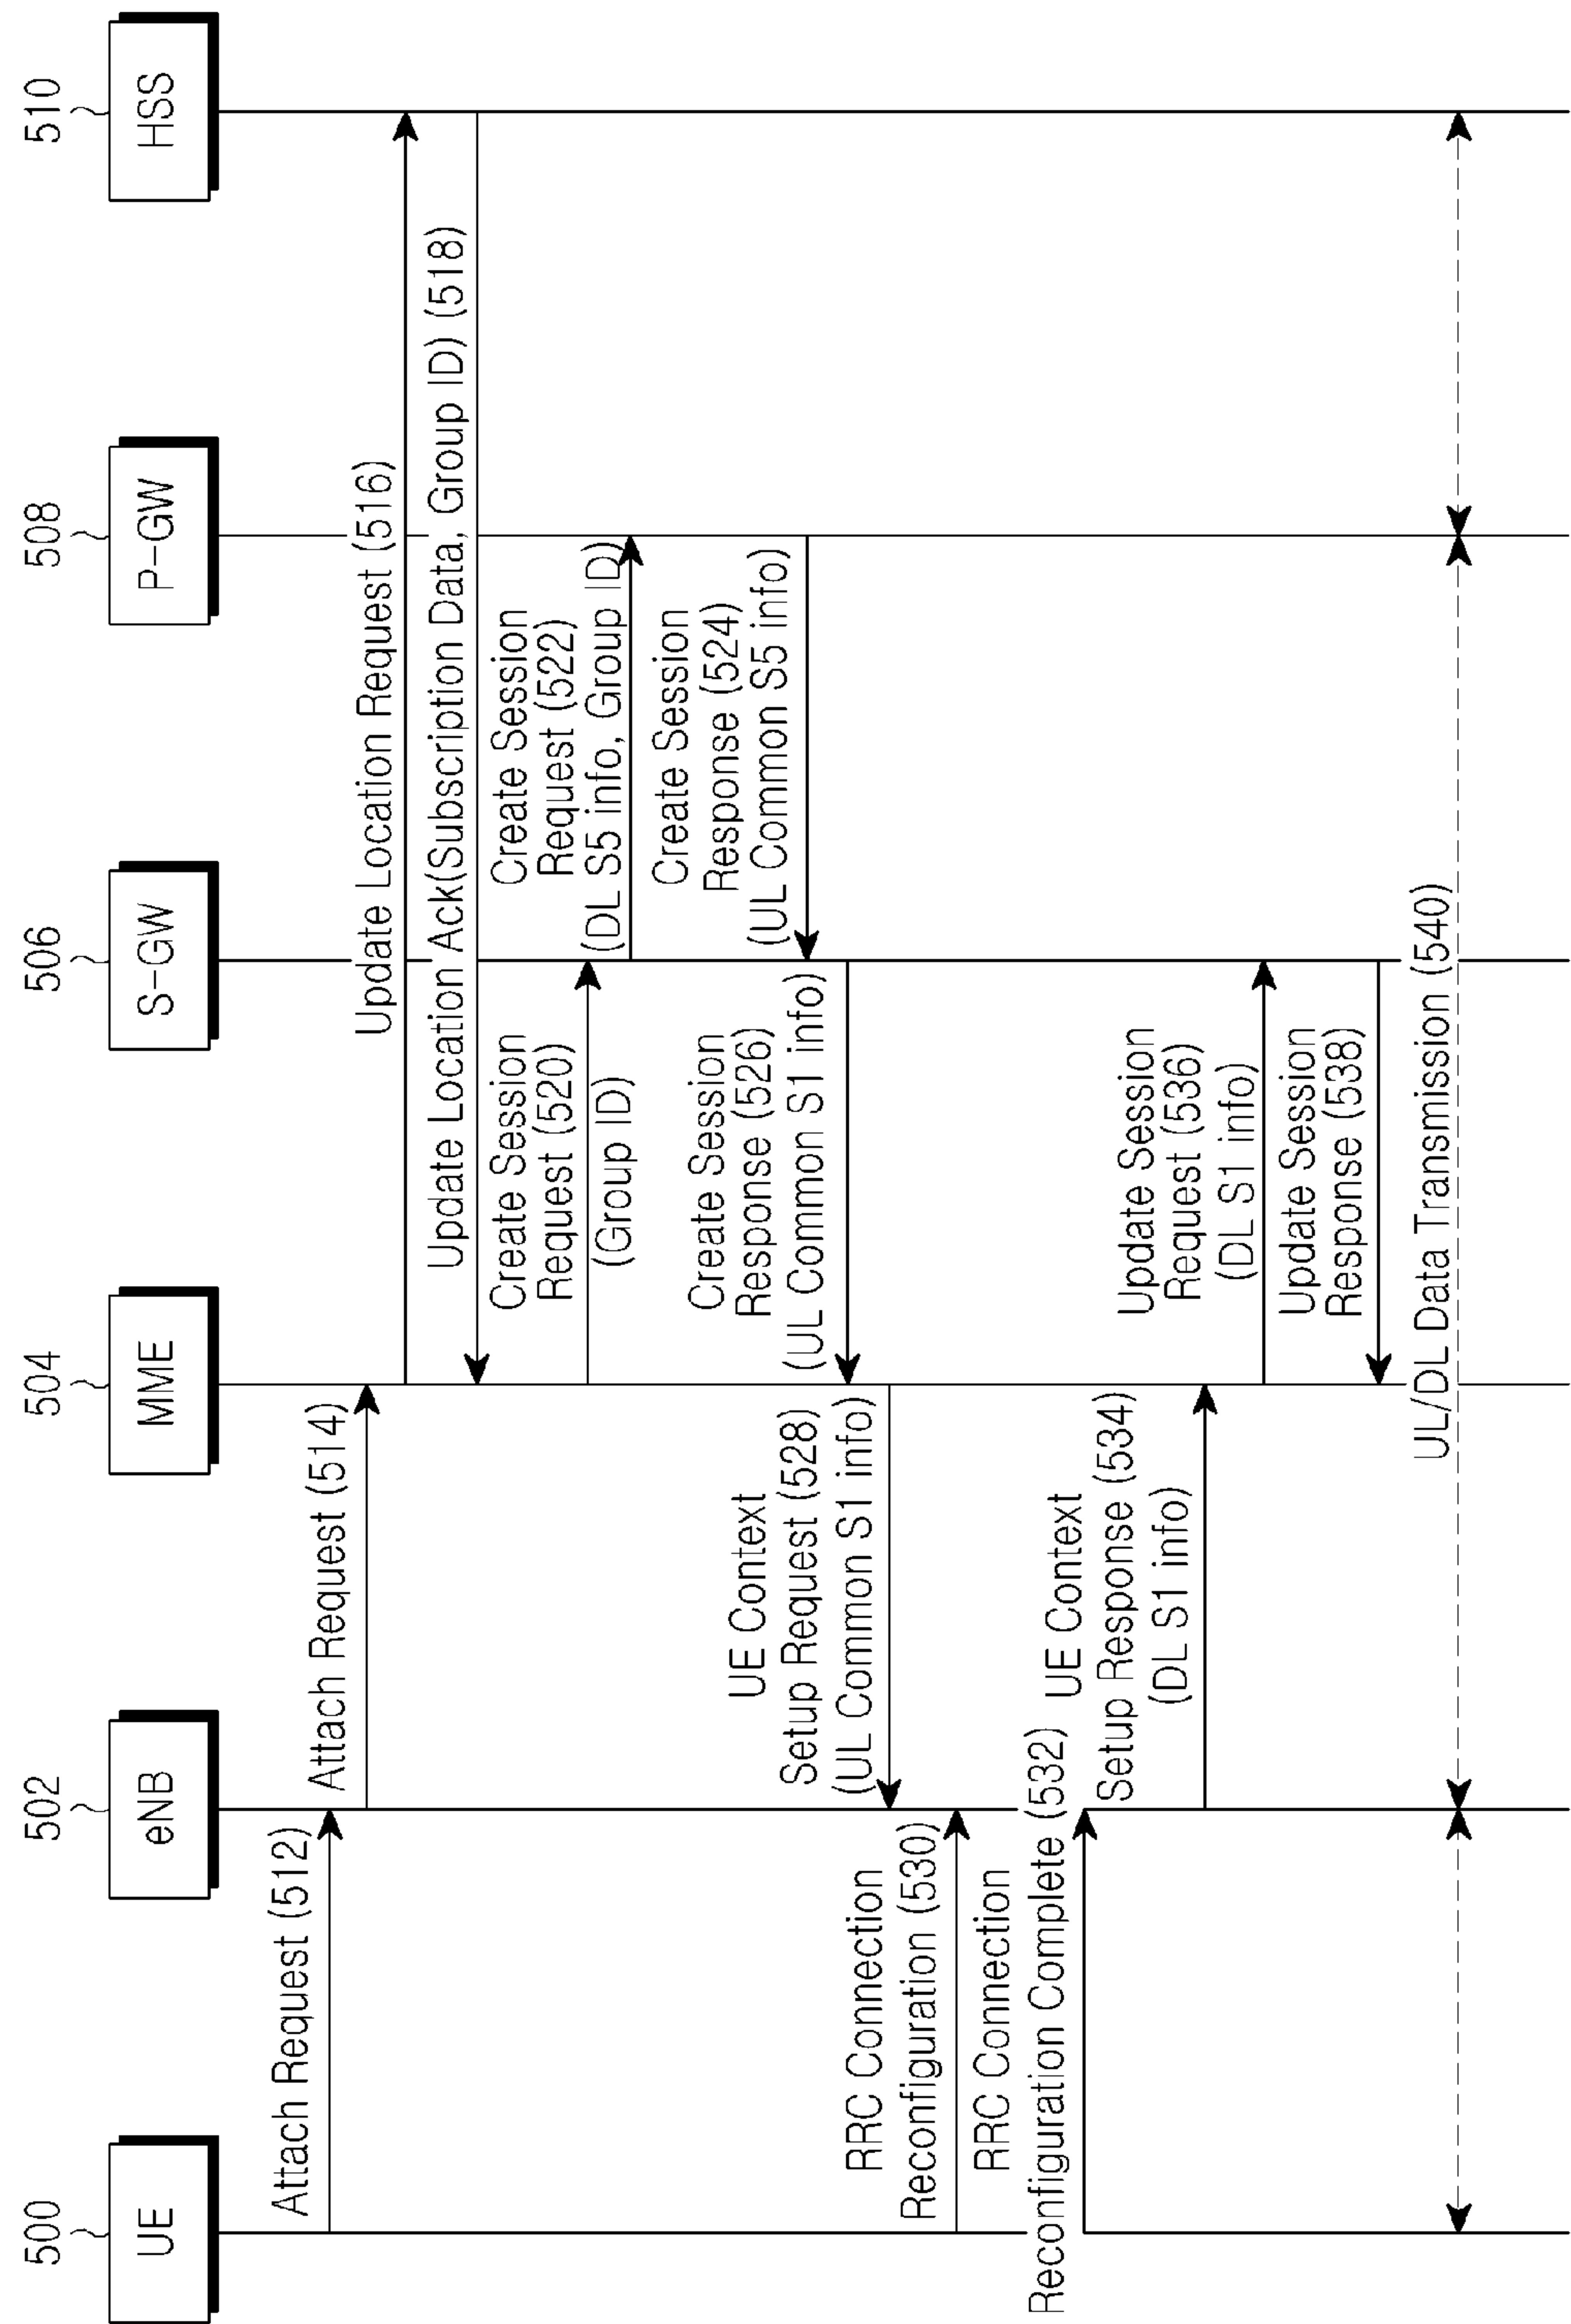 500
502
504
506
508
510
UE
eNB
MME
S-GW
P-GW
HSS
Attach Request (512)
Attach Request (514)
Update Location Request (516)
Update Location Ack(Subscription Data, Group ID) (518)
Create Session
Request (520)
(Group ID)
Create Session
Request (522)
(DL S5 info, Group ID)
Create Session
Response (524)
(UL Common S5 info)
Create Session
Response (526)
(UL Common S1 info)
UE Context
Setup Request (528)
(UL Common S1 info)
RRC Connection
Reconfiguration (530)
RRC Connection
Reconfiguration Complete (532)
UE Context
Setup Response (534)
(DL S1 info)
Update Session
Request (536)
(DL S1 info)
Update Session
Response (538)
UL/DL Data Transmission (540)